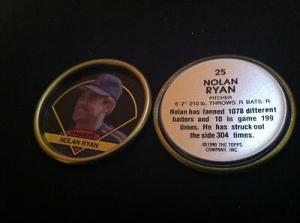 NOLAN RYAN
25
NOLAN
RYAN
PITCHER
6' 2" 210 lb. THROWS: R BATS: R
Nolan has fanned 1078 different
batters and 10 in game 199
times. He has struck out
the side 304 times.
©1990 THE TOPPS
COMPANY, INC.